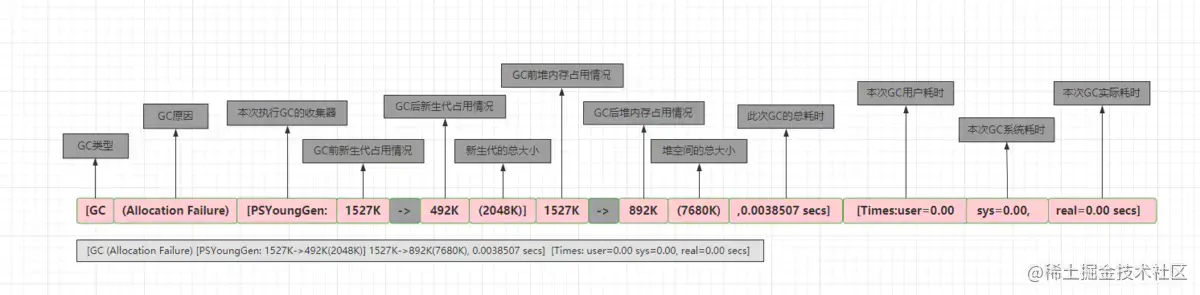 GC前堆内存占用情况
本次GC用户耗时
本次GC实际耗时
GC原因
本次执行GC的收集器
GC后新生代占用情况
GC后堆内存占用情况
此次GC的总耗时
本次GC系统耗时
GC类型
GC前新生代占用情况
新生代的总大小
堆空间的总大小
[GC (Allocation Failure) [PSYoungGen: 1527K -> 492K (2048K)] 1527K -> 892K (7680K) ,0.0038507 secs] [Times:user=0.00 sys=0.00, real=0.00 secs]
[GC (Allocation Failure) [PSYoungGen: 1527K->492K(2048K)] 1527K->892K(7680K), 0.0038507 secs] [Times: user=0.00 sys=0.00, real=0.00 secs]
@稀土掘金技术社区